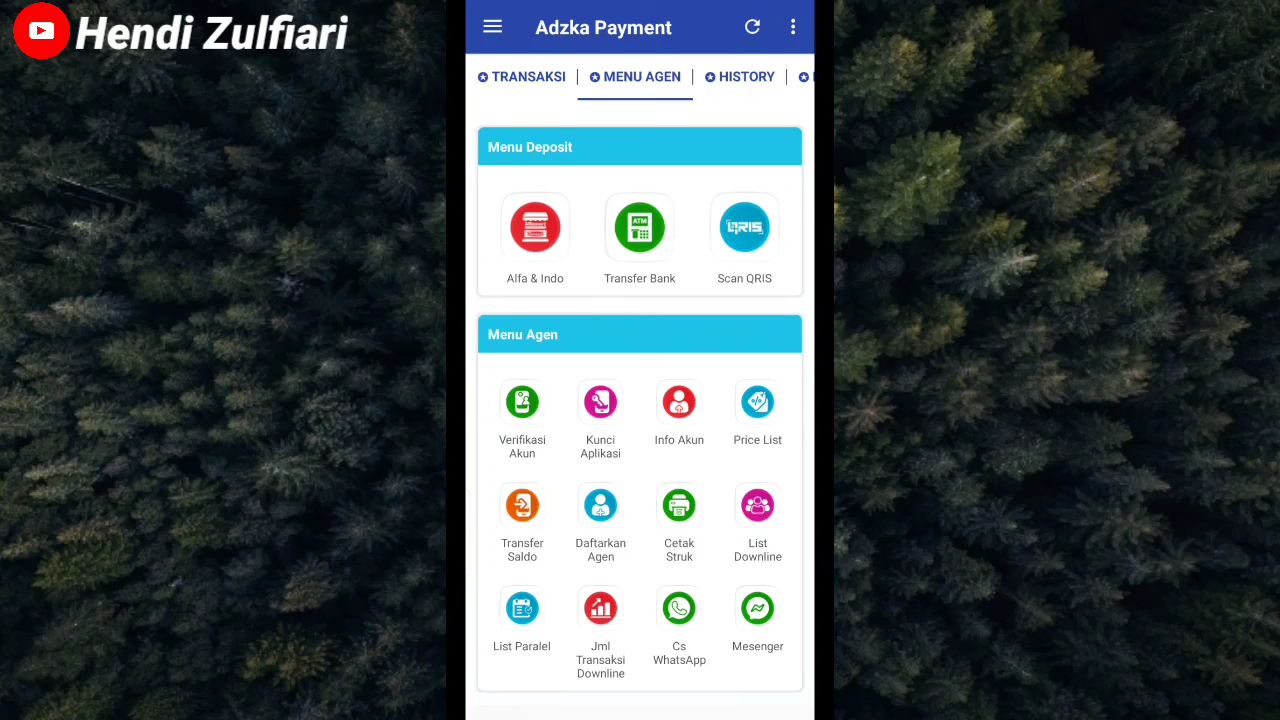 Hendi Zulfiari
Adzka Payment
TRANSAKSI | MENU AGEN | HISTORY |
Menu Deposit
ATM
QRIS
Alfa & Indo Transfer Bank Scan QRIS
Menu Agen
Verifikasi Akun Kunci Aplikasi Info Akun Price List
Transfer Saldo Daftarkan Agen Cetak Struk List Downline
List Paralel Jml Transaksi Downline Cs WhatsApp Mesenger